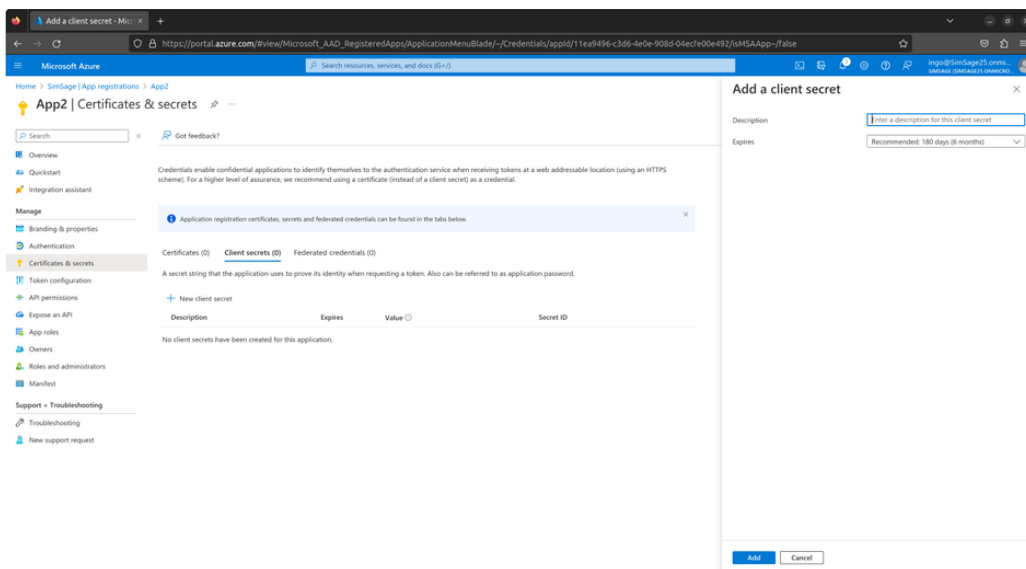 Add a client secret - Micr
https://portal.azure.com/#view/Microsoft_AAD_RegisteredApps/ApplicationMenuBlade/~/Credentials/appId/11ea9496-c3d6-4e0e-908d-04ecfe00e492/isMSAApp~/false
Microsoft Azure
Search resources, services, and docs (G+/)
ingo@SimSage25.onmi...
SIMSAGE (SIMSAGE25.ONMICRO...
Home > SimSage | App registrations > App2
App2 | Certificates & secrets
Search
Got feedback?
Overview
Quickstart
Integration assistant
Manage
Branding & properties
Authentication
Certificates & secrets
Token configuration
API permissions
Expose an API
App roles
Owners
Roles and administrators
Manifest
Support + Troubleshooting
Troubleshooting
New support request
Credentials enable confidential applications to identify themselves to the authentication service when receiving tokens at a web addressable location (using an HTTPS
scheme). For a higher level of assurance, we recommend using a certificate (instead of a client secret) as a credential.
Application registration certificates, secrets and federated credentials can be found in the tabs below.
Certificates (0) Client secrets (0) Federated credentials (0)
A secret string that the application uses to prove its identity when requesting a token. Also can be referred to as application password.
New client secret
Description Expires Value Secret ID
No client secrets have been created for this application.
Add a client secret
Description Enter a description for this client secret
Expires Recommended: 180 days (6 months)
Add Cancel